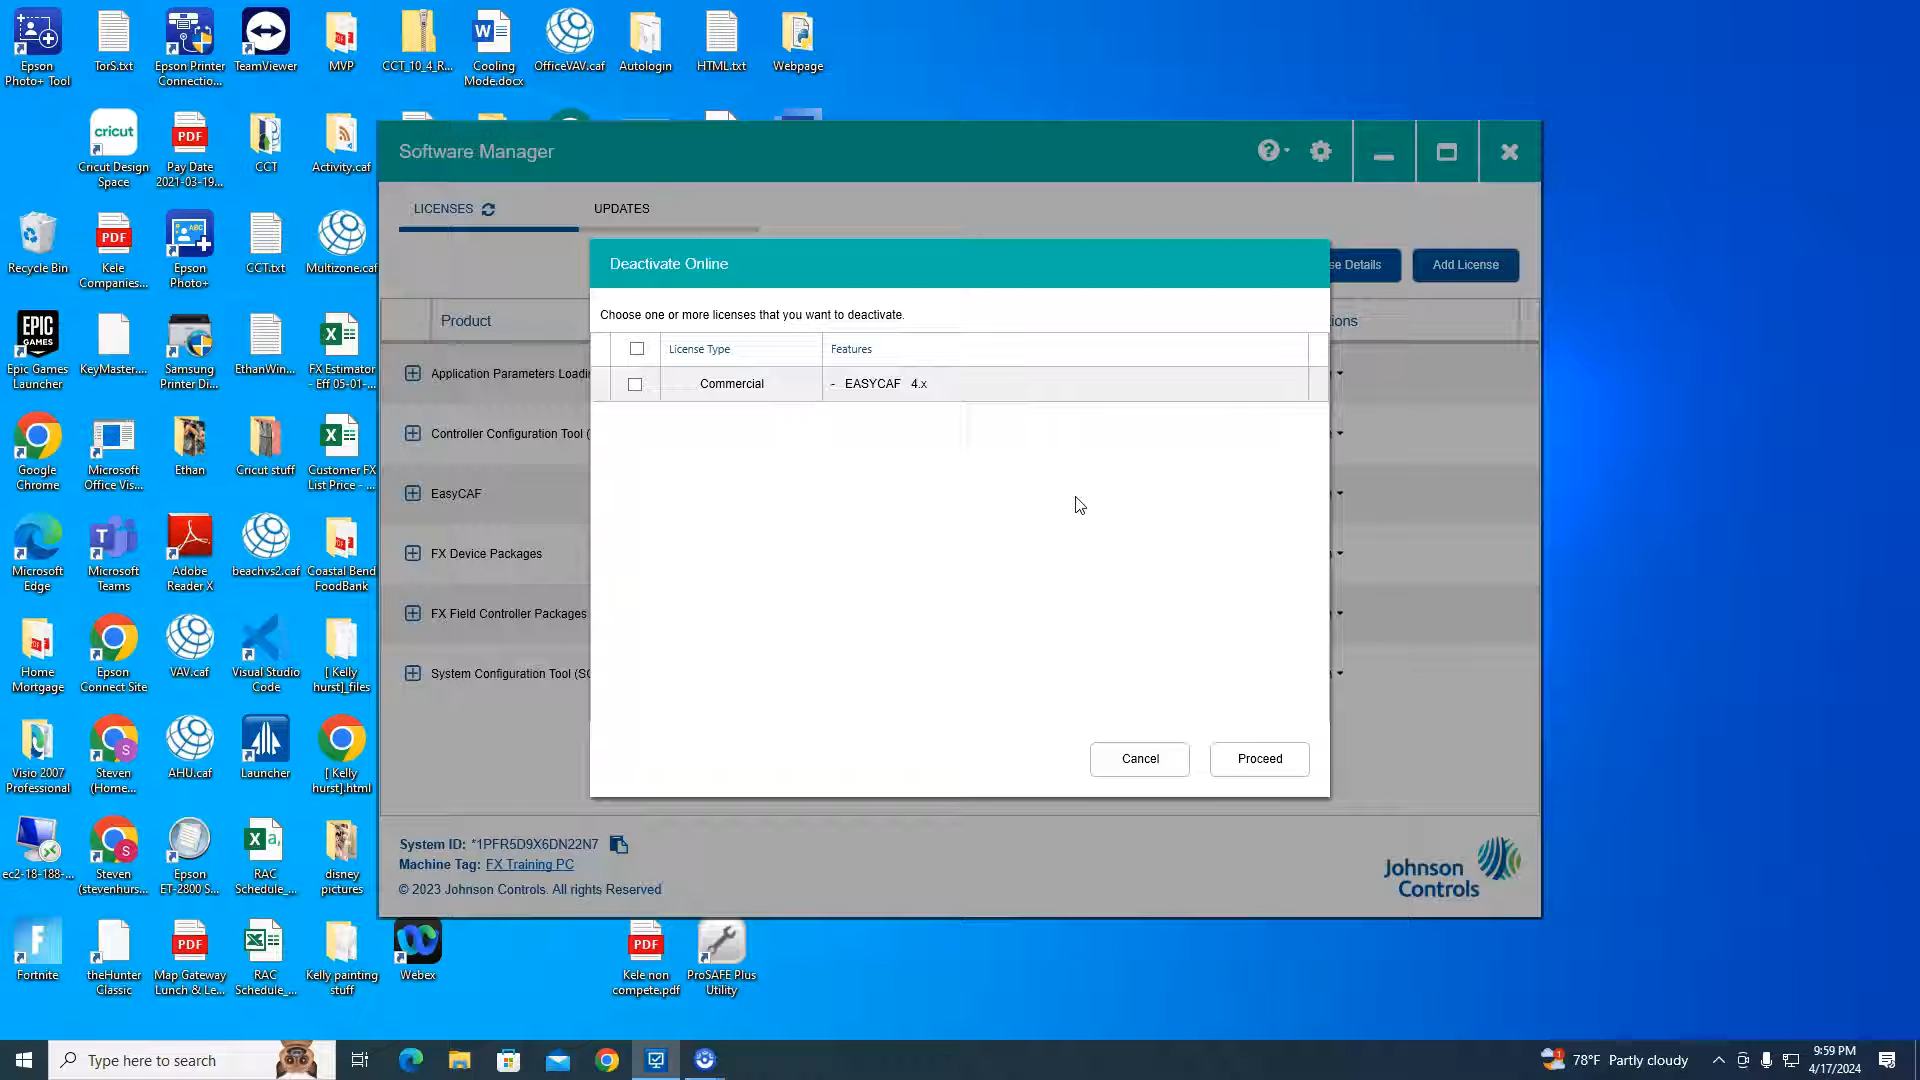 Epson
Photo+ Tool
TorS.txt
Epson Printer
Connectio...
TeamViewer
MVP
CCT_10_4_R...
Cooling
Mode.docx
OfficeVAV.caf
Autologin
HTML.txt
Webpage
cricut
Cricut Design
Space
PDF
Pay Date
2021-03-19...
CCT
Activity.caf
Software Manager
LICENSES
UPDATES
Recycle Bin
PDF
Kele
Companies...
ABC
Epson
Photo+
CCT.txt
Multizone.caf
Deactivate Online
se Details
Add License
Choose one or more licenses that you want to deactivate.
Product
License Type
Features
Commercial
- EASYCAF 4.x
Application Parameters Loadi
Controller Configuration Tool (
EasyCAF
FX Device Packages
FX Field Controller Packages
System Configuration Tool (SC
Cancel
Proceed
EPIC
GAMES
Epic Games
Launcher
KeyMaster....
Samsung
Printer Di...
EthanWin...
FX Estimator
- Eff 05-01-...
Google
Chrome
Microsoft
Office Vis...
Ethan
Cricut stuff
Customer FX
List Price - ...
Microsoft
Edge
Microsoft
Teams
Adobe
Reader X
beachvs2.caf
Coastal Bend
FoodBank
Home
Mortgage
Epson
Connect Site
VAV.caf
Visual Studio
Code
[ Kelly
hurst]_files
Visio 2007
Professional
S
Steven
(Home...
AHU.caf
Launcher
[ Kelly
hurst].html
ec2-18-188-...
S
Steven
(stevenhurs...
Epson
ET-2800 S...
RAC
Schedule_...
disney
pictures
System ID: *1PFR5D9X6DN22N7
Machine Tag: FX Training PC
© 2023 Johnson Controls. All rights Reserved
Johnson
Controls
Fortnite
theHunter
Classic
PDF
Map Gateway
Lunch & Le...
RAC
Schedule_...
Kelly painting
stuff
Webex
PDF
Kele non
compete.pdf
ProSAFE Plus
Utility
Type here to search
78°F Partly cloudy
9:59 PM
4/17/2024